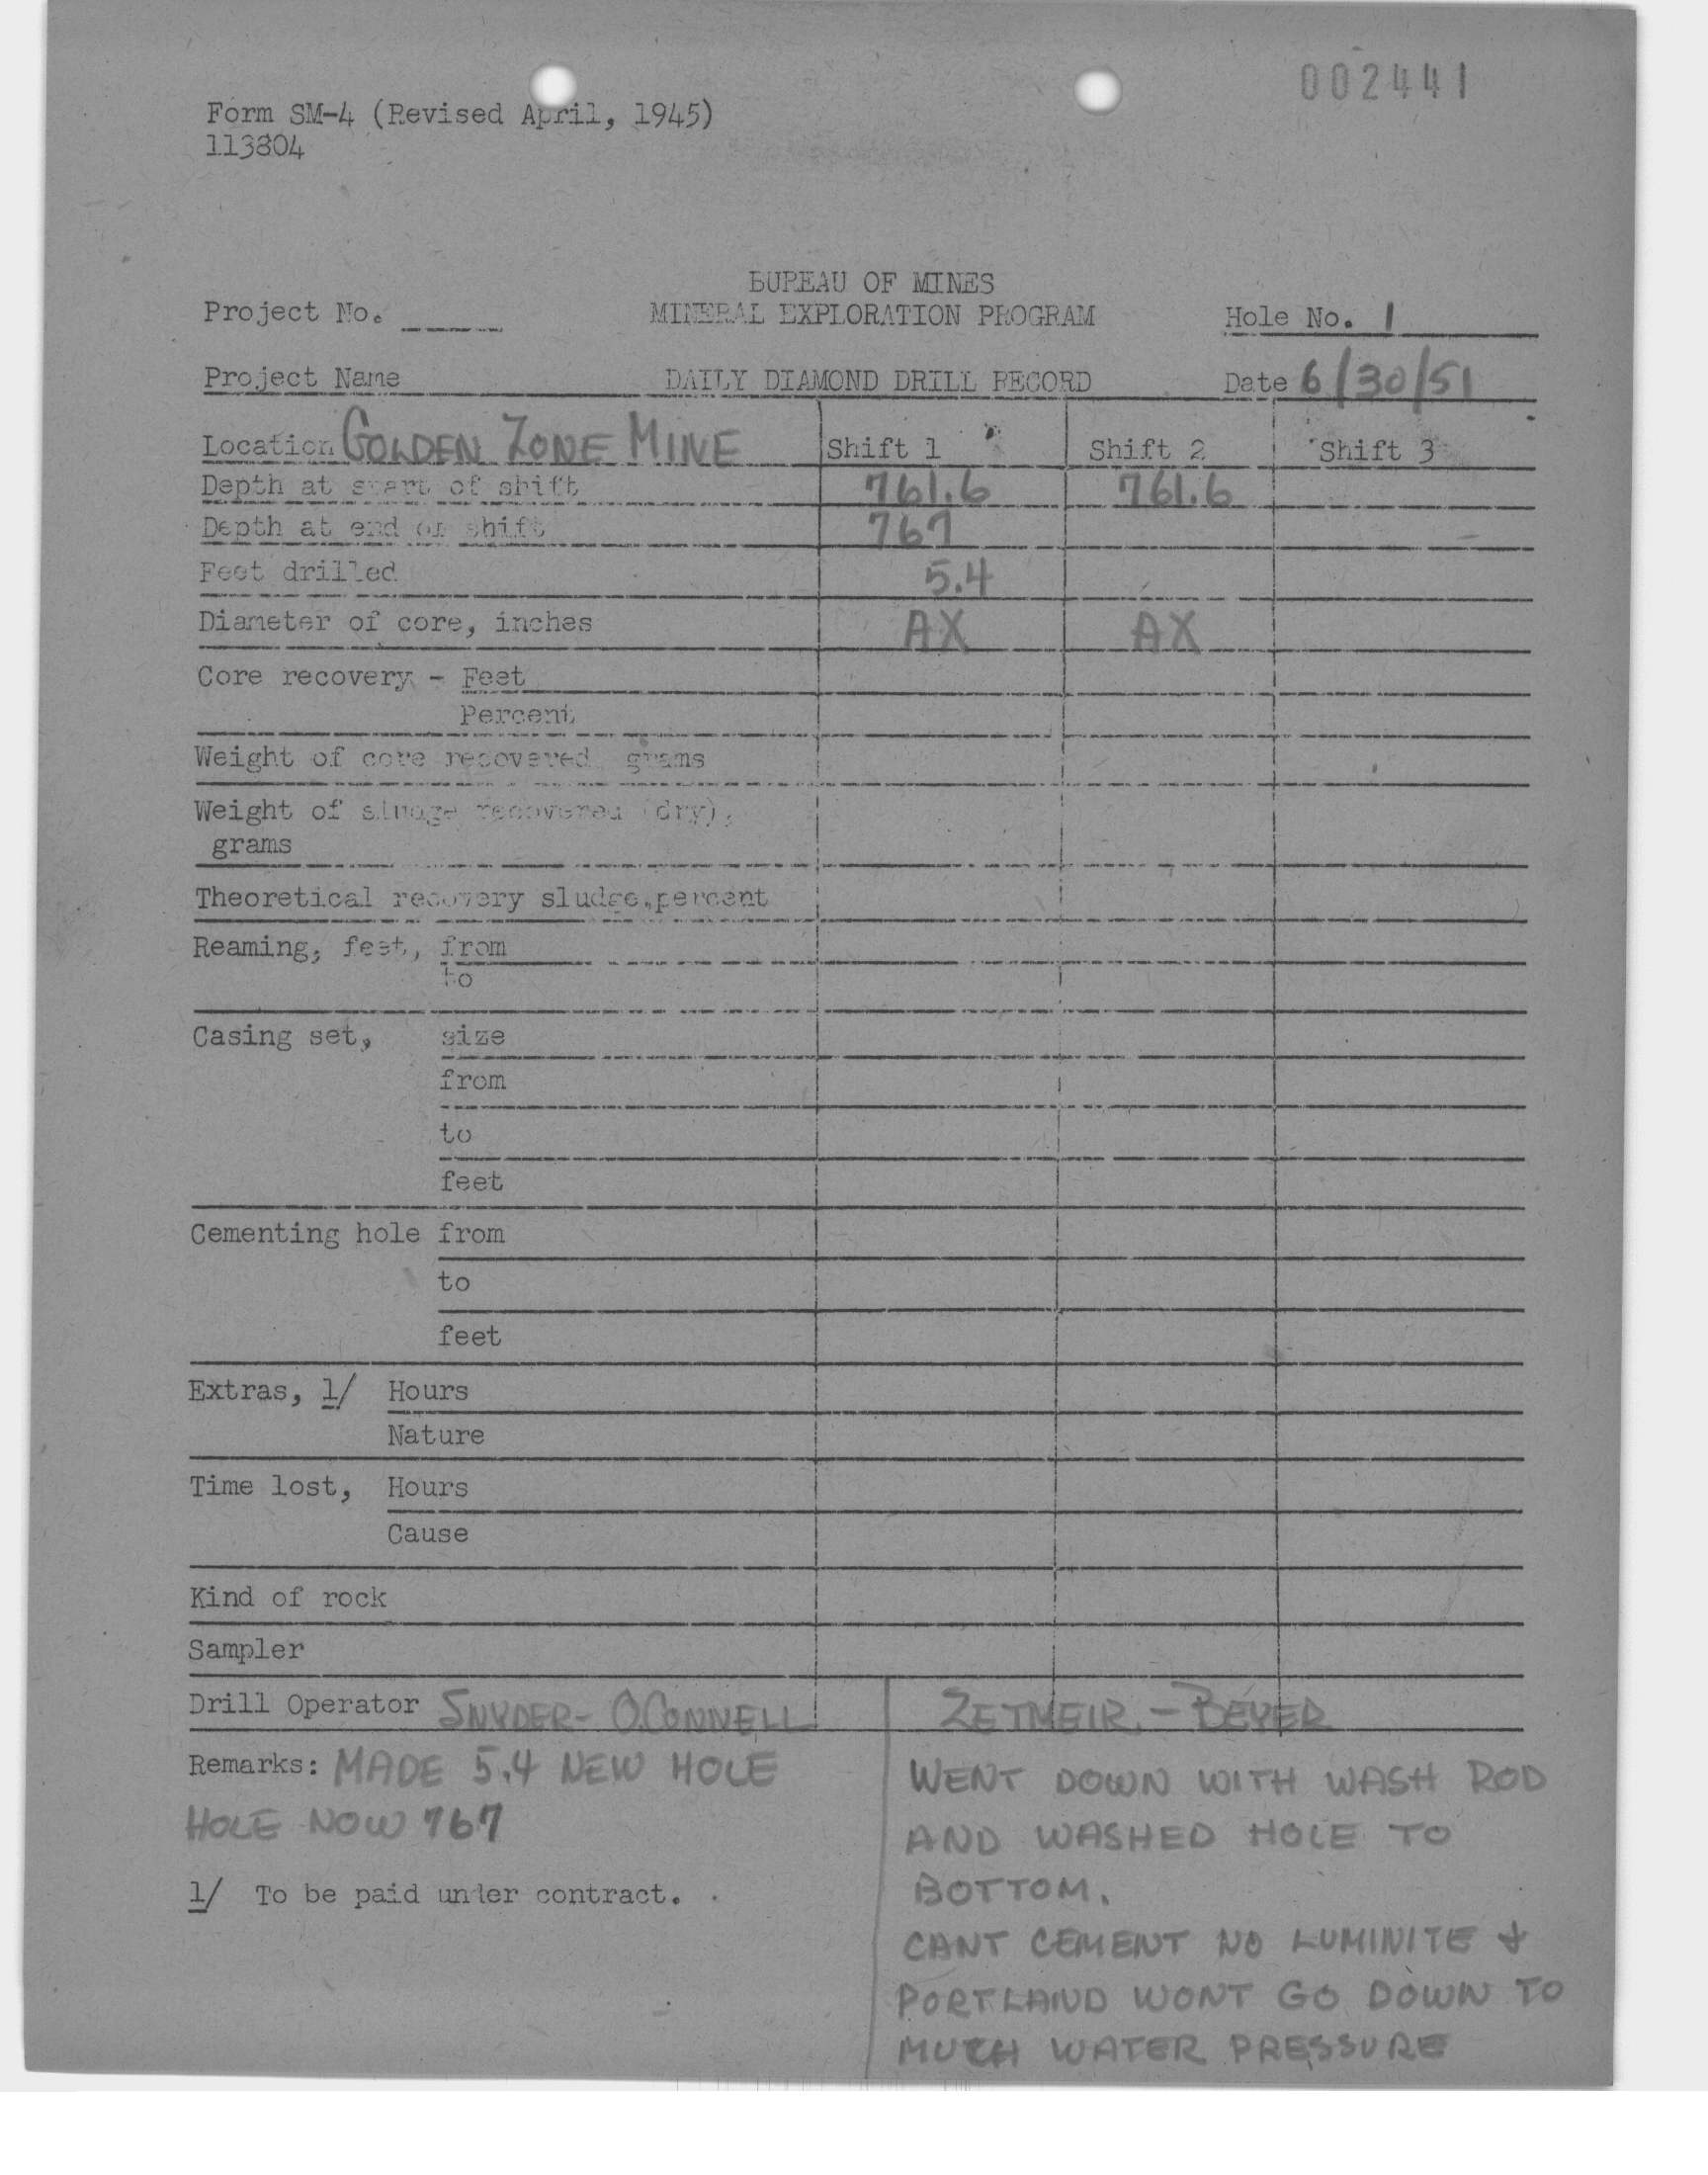 002441
Form SM-4 (Revised April, 1945)
113804
BUREAU OF MINES
Project No. MINERAL EXPLORATION PROGRAM Hole No. 1
Project Name DAILY DIAMOND DRILL RECORD Date 6/30/51
Location GOLDEN ZONE MINE Shift 1 Shift 2 Shift 3
Depth at start of shift 761.6 761.6
Depth at end of shift 767
Feet drilled 5.4
Diameter of core, inches AX AX
Core recovery - Feet
Percent
Weight of core recovered, grams
Weight of sludge recovered (dry),
grams
Theoretical recovery sludge, percent
Reaming, feet, from
to
Casing set, size
from
to
feet
Cementing hole from
to
feet
Extras, 1/ Hours
Nature
Time lost, Hours
Cause
Kind of rock
Sampler
Drill Operator SNYDER - O'CONNELL ZETMEIR - BEYER
Remarks: MADE 5.4 NEW HOLE
HOLE NOW 767
1/ To be paid under contract.
WENT DOWN WITH WASH ROD
AND WASHED HOLE TO
BOTTOM.
CANT CEMENT NO LUMINITE &
PORTLAND WONT GO DOWN TO
MUCH WATER PRESSURE